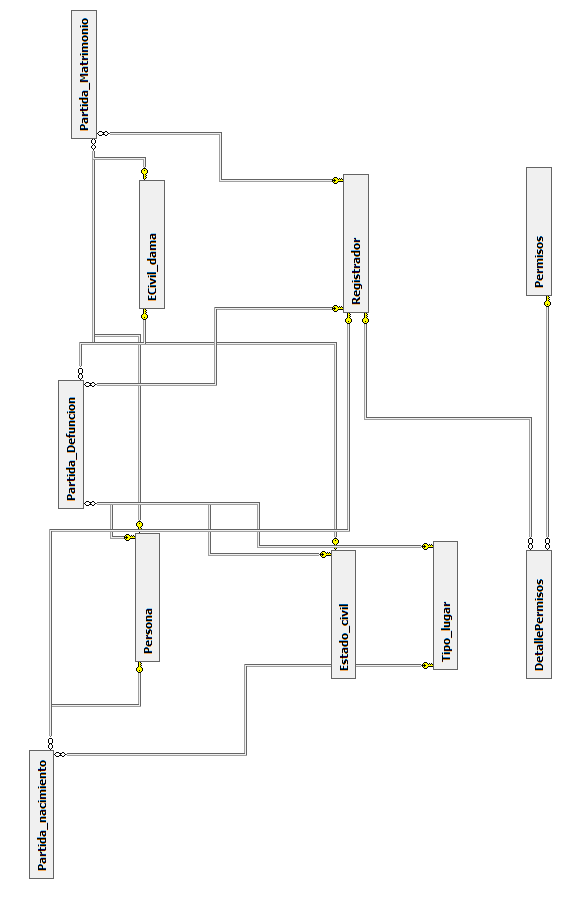 Partida_Matrimonio
ECivil_dama
Registrador
Permisos
Partida_Defuncion
Persona
Estado_civil
Tipo_lugar
DetallePermisos
Partida_nacimiento